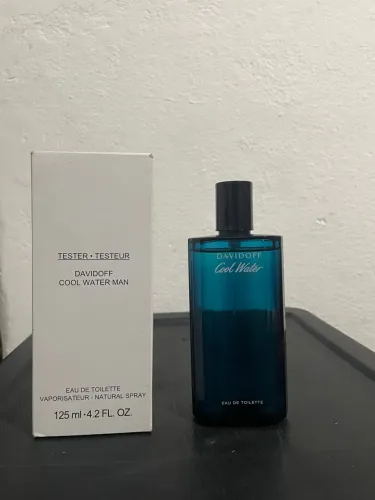 TESTER • TESTEUR
DAVIDOFF
COOL WATER MAN
EAU DE TOILETTE
VAPORISATEUR - NATURAL SPRAY
125 ml • 4.2 FL. OZ.
DAVIDOFF
Cool Water
EAU DE TOILETTE